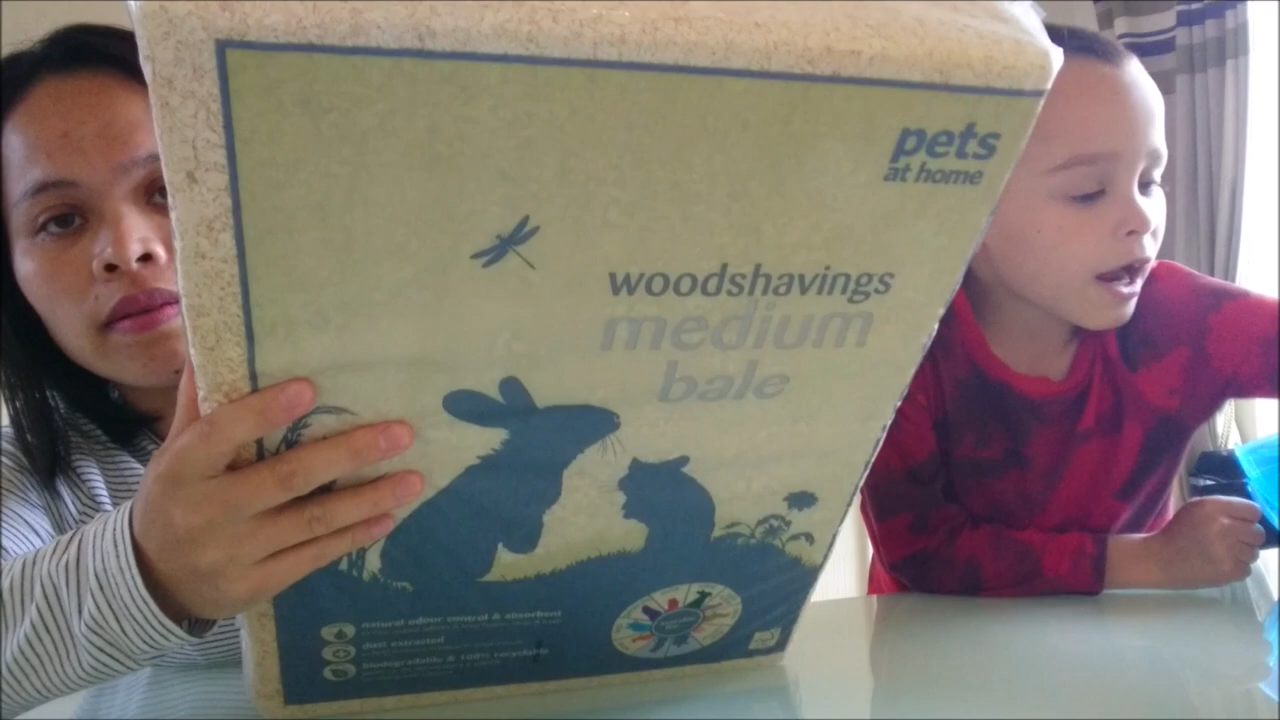 pets
at home
woodshavings
medium
bale
natural odour control & absorbent
dust extracted
biodegradable & 100% recyclable